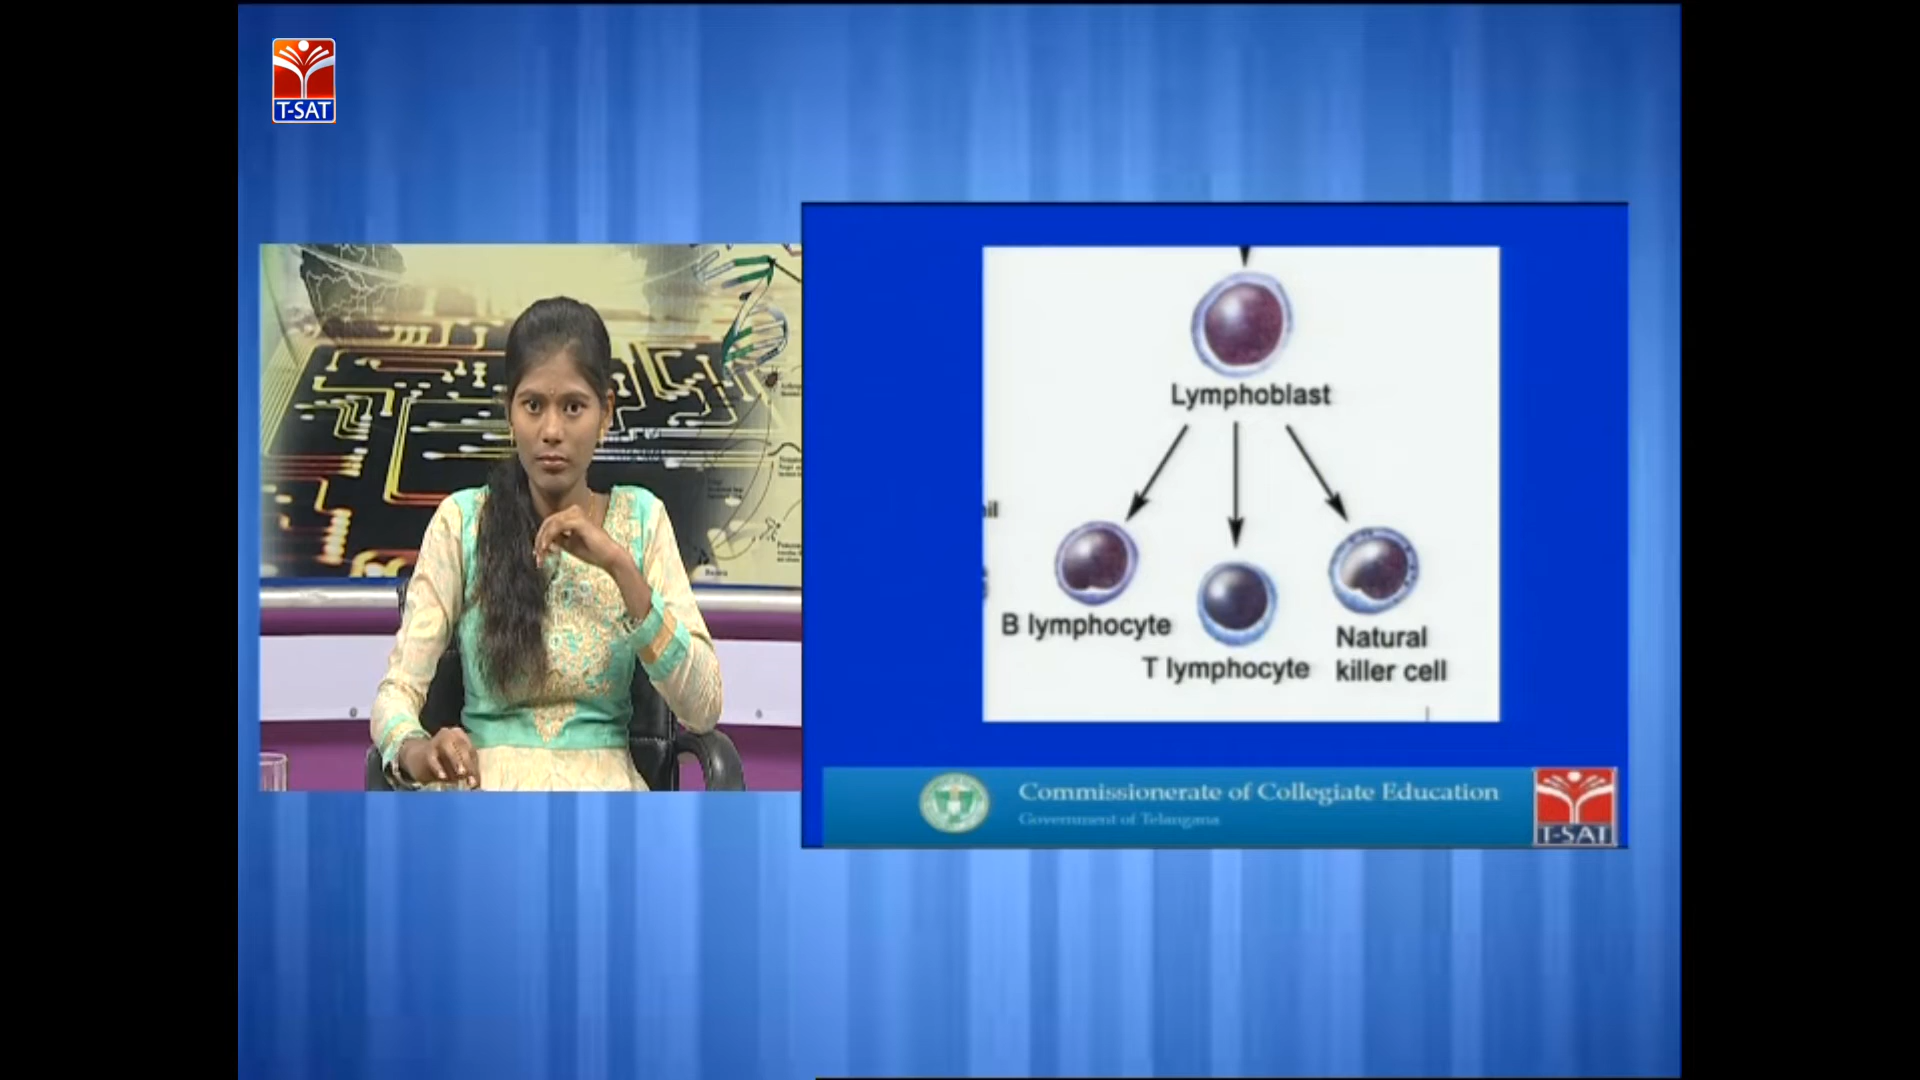 T-SAT
Lymphoblast
B lymphocyte
T lymphocyte
Natural
killer cell
Commissionerate of Collegiate Education
Government of Telangana
T-SAT